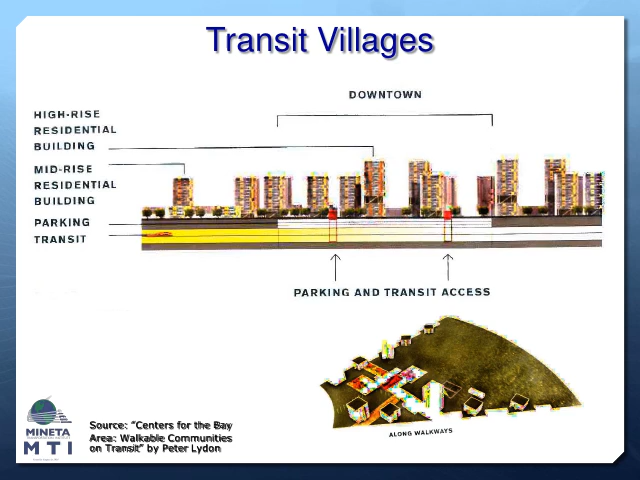 Transit Villages
DOWNTOWN
HIGH-RISE
RESIDENTIAL
BUILDING
MID-RISE
RESIDENTIAL
BUILDING
PARKING
TRANSIT
PARKING AND TRANSIT ACCESS
ALONG WALKWAYS
MINETA
MTI
Source: “Centers for the Bay
Area: Walkable Communities
on Transit” by Peter Lydon